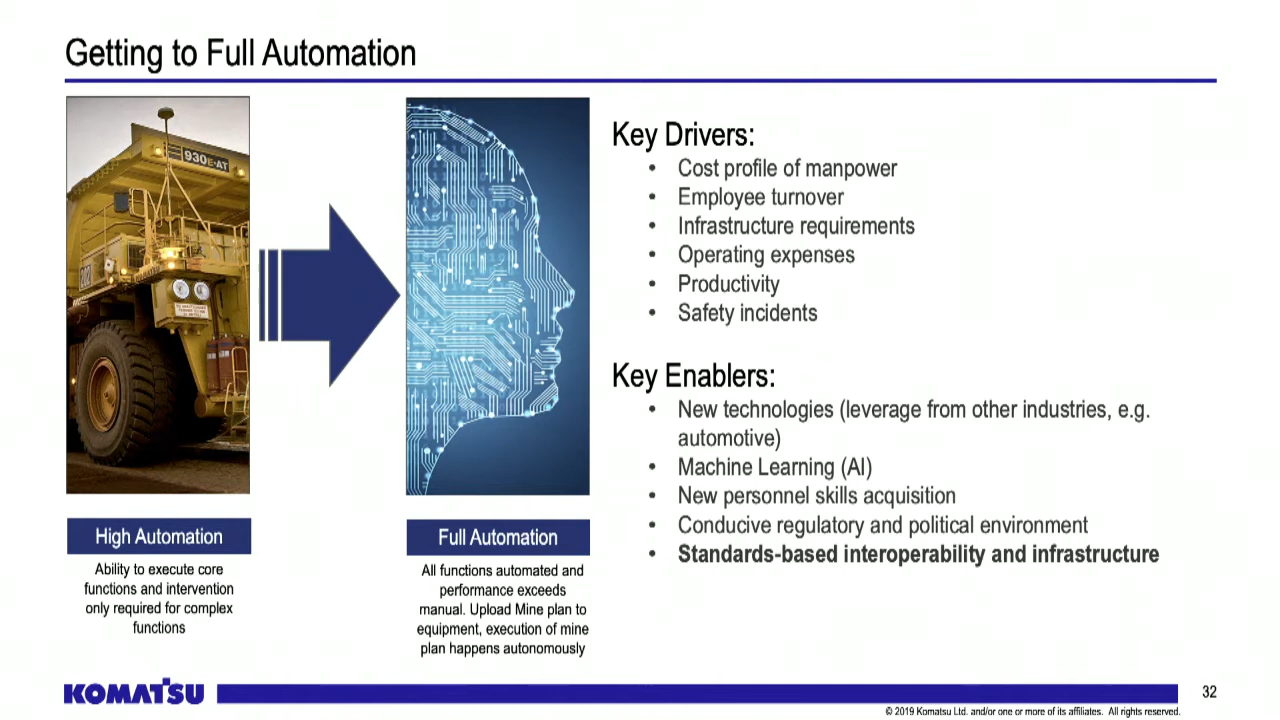 Getting to Full Automation
930E-AT
Key Drivers:
• Cost profile of manpower
• Employee turnover
• Infrastructure requirements
• Operating expenses
• Productivity
• Safety incidents
Key Enablers:
• New technologies (leverage from other industries, e.g.
automotive)
• Machine Learning (AI)
• New personnel skills acquisition
• Conducive regulatory and political environment
• Standards-based interoperability and infrastructure
High Automation
Ability to execute core
functions and intervention
only required for complex
functions
Full Automation
All functions automated and
performance exceeds
manual. Upload Mine plan to
equipment, execution of mine
plan happens autonomously
KOMATSU
32
© 2019 Komatsu Ltd. and/or one or more of its affiliates. All rights reserved.